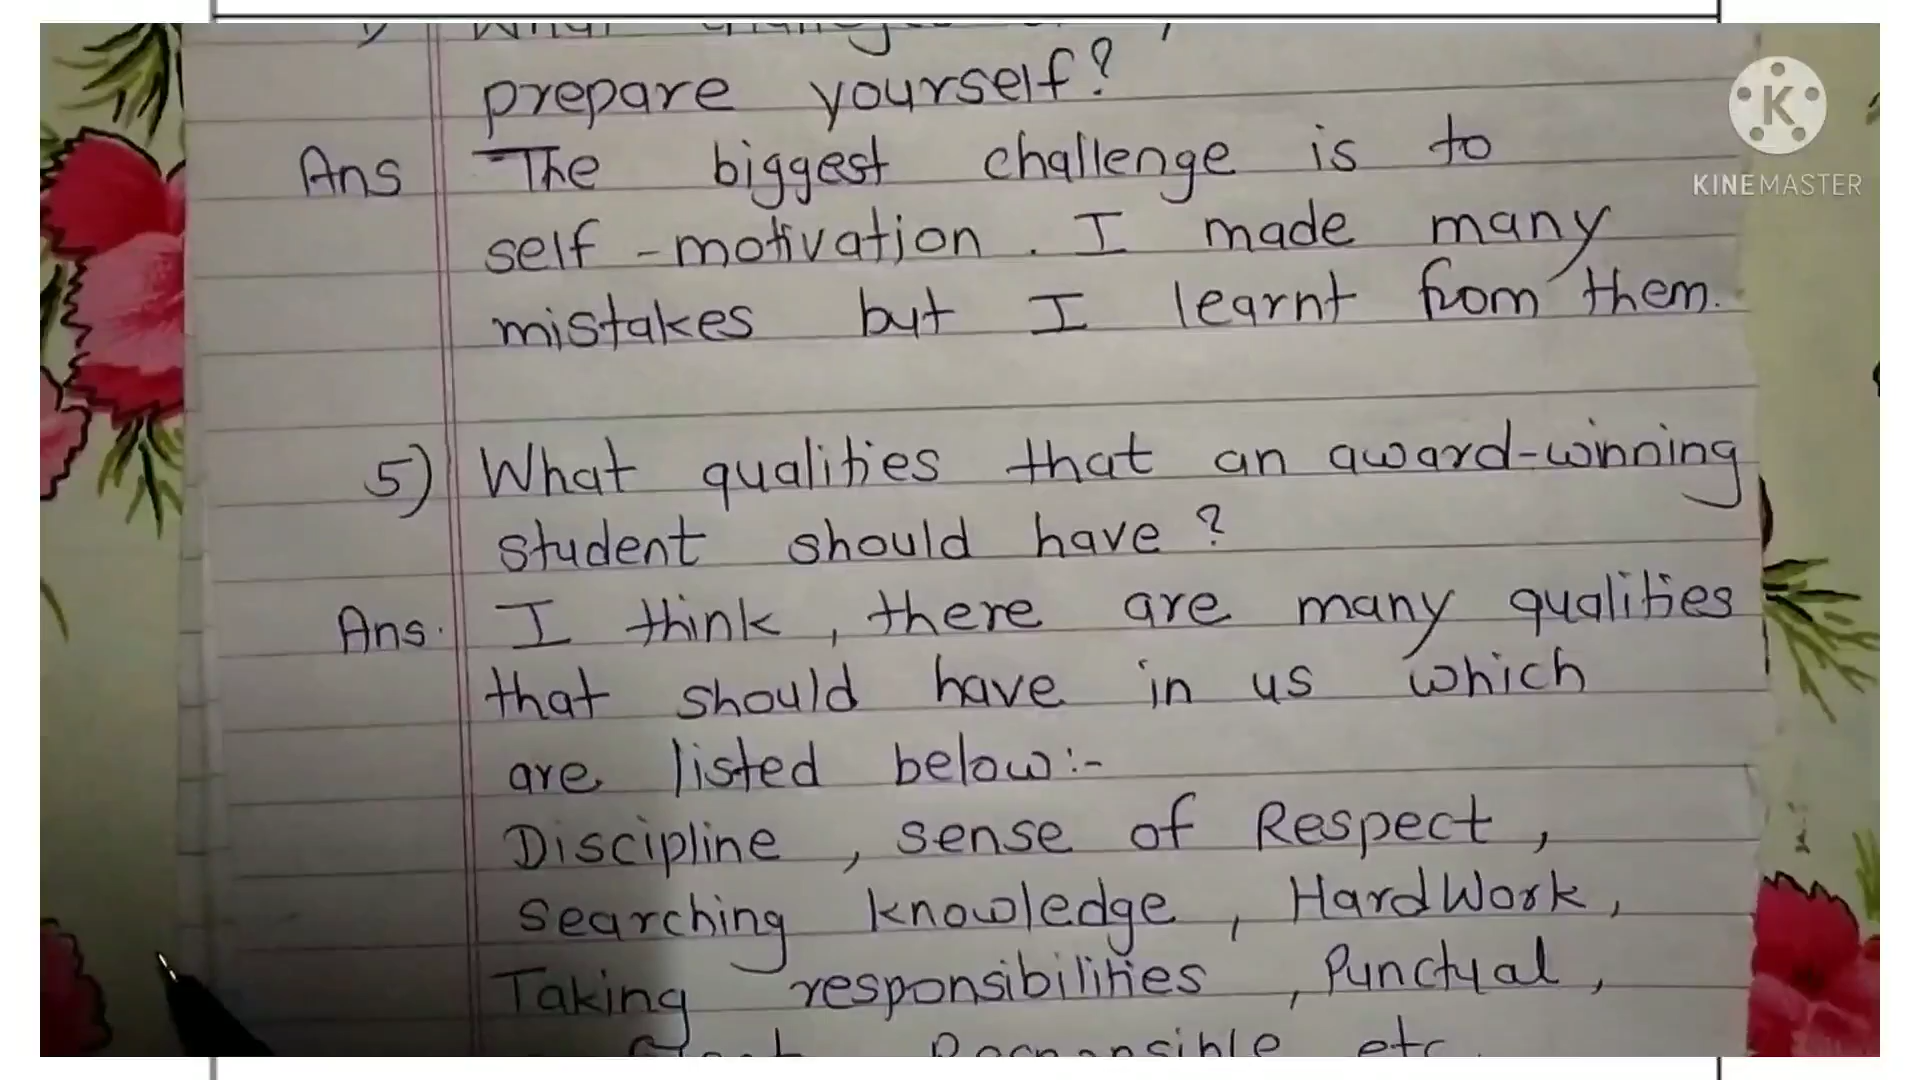 prepare yourself?
Ans The biggest challenge is to
self-motivation. I made many
mistakes but I learnt from them.
5) What qualities that an award-winning
student should have?
Ans. I think, there are many qualities
that should have in us which
are listed below:-
Discipline, sense of Respect,
Searching knowledge, HardWork,
Taking responsibilities, Punctual,
Responsible etc.
KINEMASTER